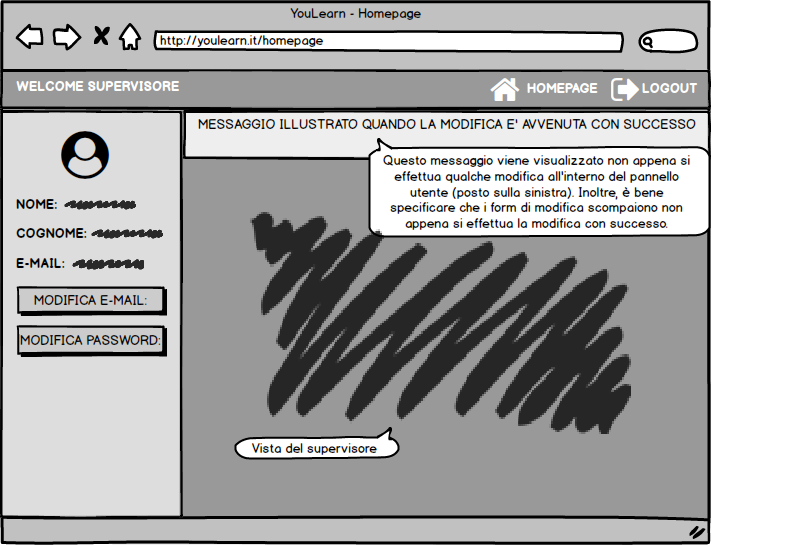 YouLearn - Homepage
http://youlearn.it/homepage
WELCOME SUPERVISORE
HOMEPAGE
LOGOUT
MESSAGGIO ILLUSTRATO QUANDO LA MODIFICA E' AVVENUTA CON SUCCESSO
Questo messaggio viene visualizzato non appena si
effettua qualche modifica all'interno del pannello
utente (posto sulla sinistra). Inoltre, è bene
specificare che i form di modifica scompaiono non
appena si effettua la modifica con successo.
NOME:
COGNOME:
E-MAIL:
MODIFICA E-MAIL:
MODIFICA PASSWORD:
Vista del supervisore